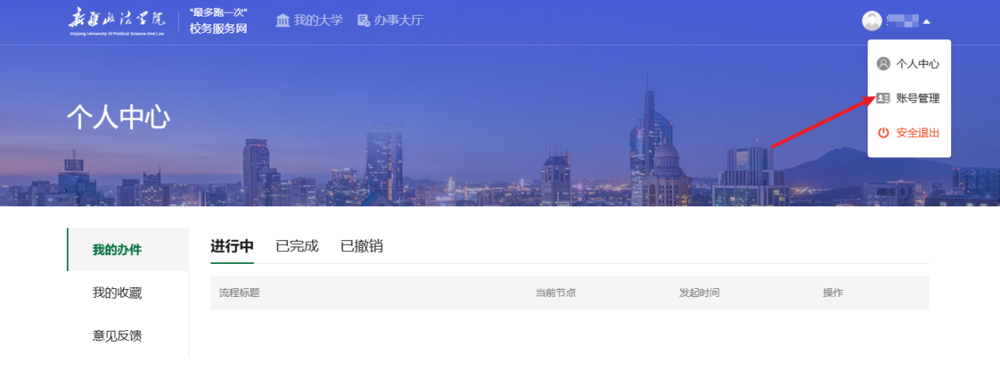 新疆政法学院
Xinjiang University Of Political Science And Law
"最多跑一次"
校务服务网
我的大学
办事大厅
个人中心
账号管理
安全退出
个人中心
我的办件
我的收藏
意见反馈
进行中 已完成 已撤销
流程标题 当前节点 发起时间 操作